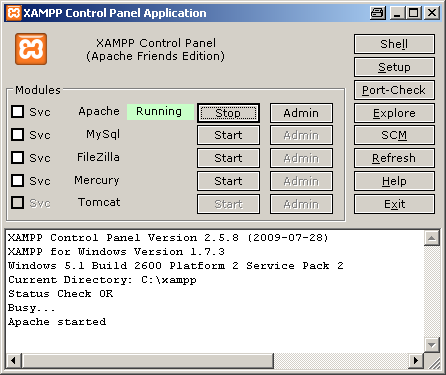 XAMPP Control Panel Application
XAMPP Control Panel
(Apache Friends Edition)
Shell
Setup
Port-Check
Explore
SCM
Refresh
Help
Exit
Modules
Svc Apache Running Stop Admin
Svc MySql Start Admin
Svc FileZilla Start Admin
Svc Mercury Start Admin
Svc Tomcat Start Admin
XAMPP Control Panel Version 2.5.8 (2009-07-28)
XAMPP for Windows Version 1.7.3
Windows 5.1 Build 2600 Platform 2 Service Pack 2
Current Directory: C:\xampp
Status Check OK
Busy...
Apache started